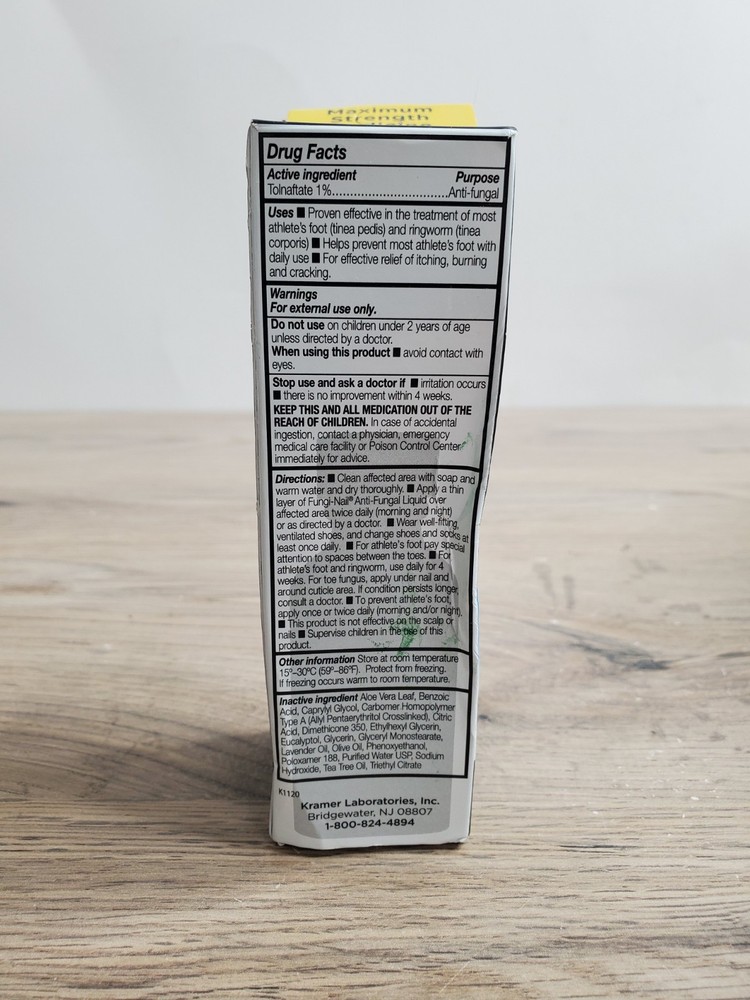 Maximum
Strength
Drug Facts
Active ingredient Purpose
Tolnaftate 1%..............................Anti-fungal
Uses ■ Proven effective in the treatment of most
athlete's foot (tinea pedis) and ringworm (tinea
corporis) ■ Helps prevent most athlete's foot with
daily use ■ For effective relief of itching, burning
and cracking.
Warnings
For external use only.
Do not use on children under 2 years of age
unless directed by a doctor.
When using this product ■ avoid contact with
eyes.
Stop use and ask a doctor if ■ irritation occurs
■ there is no improvement within 4 weeks.
KEEP THIS AND ALL MEDICATION OUT OF THE
REACH OF CHILDREN. In case of accidental
ingestion, contact a physician, emergency
medical care facility or Poison Control Center
immediately for advice.
Directions: ■ Clean affected area with soap and
warm water and dry thoroughly. ■ Apply a thin
layer of Fungi-Nail® Anti-Fungal Liquid over
affected area twice daily (morning and night)
or as directed by a doctor. ■ Wear well-fitting,
ventilated shoes, and change shoes and socks at
least once daily. ■ For athlete's foot pay special
attention to spaces between the toes. ■ For
athlete's foot and ringworm, use daily for 4
weeks. For toe fungus, apply under nail and
around cuticle area. If condition persists longer,
consult a doctor. ■ To prevent athlete's foot,
apply once or twice daily (morning and/or night).
■ This product is not effective on the scalp or
nails ■ Supervise children in the use of this
product.
Other information Store at room temperature
15º-30ºC (59º-86ºF). Protect from freezing.
If freezing occurs warm to room temperature.
Inactive ingredient Aloe Vera Leaf, Benzoic
Acid, Caprylyl Glycol, Carbomer Homopolymer
Type A (Allyl Pentaerythritol Crosslinked), Citric
Acid, Dimethicone 350, Ethylhexyl Glycerin,
Eucalyptol, Glycerin, Glyceryl Monostearate,
Lavender Oil, Olive Oil, Phenoxyethanol,
Poloxamer 188, Purified Water USP, Sodium
Hydroxide, Tea Tree Oil, Triethyl Citrate
K1120
Kramer Laboratories, Inc.
Bridgewater, NJ 08807
1-800-824-4894